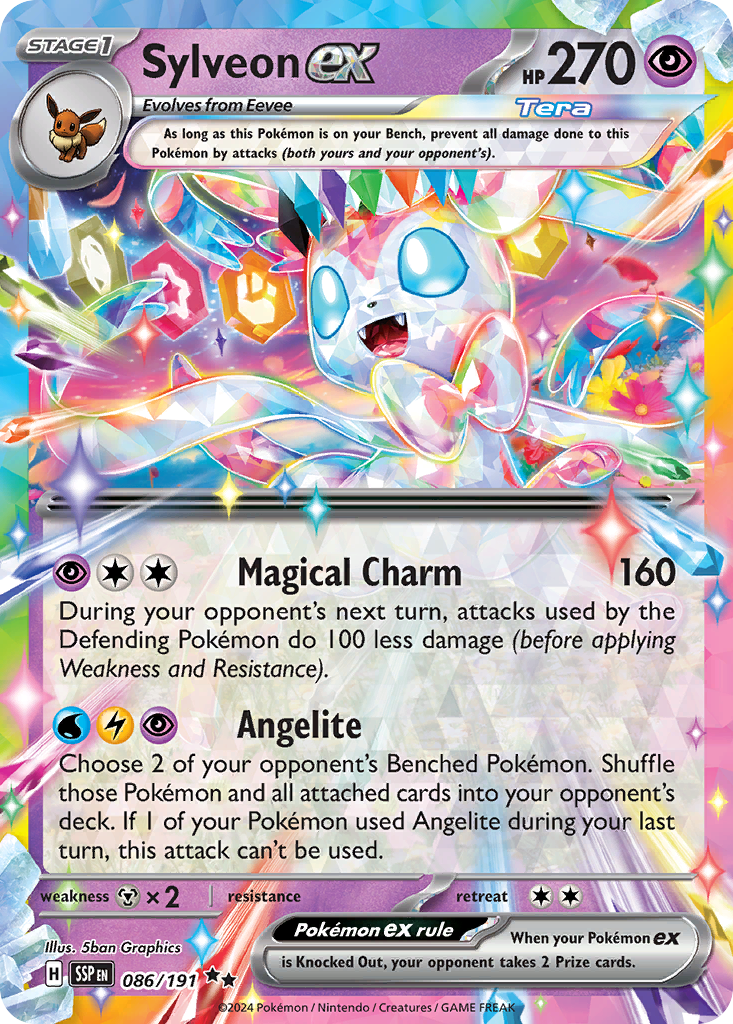 STAGE1
Sylveon ex
HP 270
Evolves from Eevee
Tera
As long as this Pokémon is on your Bench, prevent all damage done to this
Pokémon by attacks (both yours and your opponent's).
Magical Charm 160
During your opponent's next turn, attacks used by the
Defending Pokémon do 100 less damage (before applying
Weakness and Resistance).
Angelite
Choose 2 of your opponent's Benched Pokémon. Shuffle
those Pokémon and all attached cards into your opponent's
deck. If 1 of your Pokémon used Angelite during your last
turn, this attack can't be used.
weakness ×2 resistance retreat
Illus. 5ban Graphics
H SSP EN 086/191 ★★
Pokémon ex rule
When your Pokémon ex
is Knocked Out, your opponent takes 2 Prize cards.
©2024 Pokémon / Nintendo / Creatures / GAME FREAK